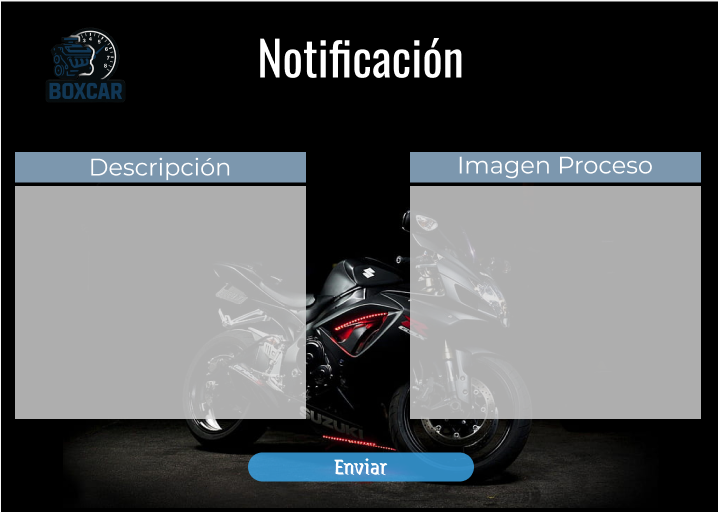 Notificación
BOXCAR
Descripción
Imagen Proceso
SUZUKI
Enviar